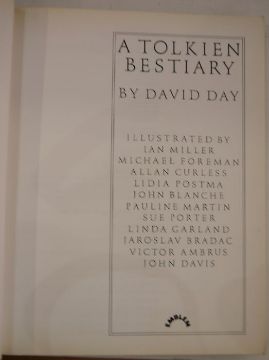 A TOLKIEN
BESTIARY
BY DAVID DAY
ILLUSTRATED BY
IAN MILLER
MICHAEL FOREMAN
ALLAN CURLESS
LIDIA POSTMA
JOHN BLANCHE
PAULINE MARTIN
SUE PORTER
LINDA GARLAND
JAROSLAV BRADAC
VICTOR AMBRUS
JOHN DAVIS
EMBLEM